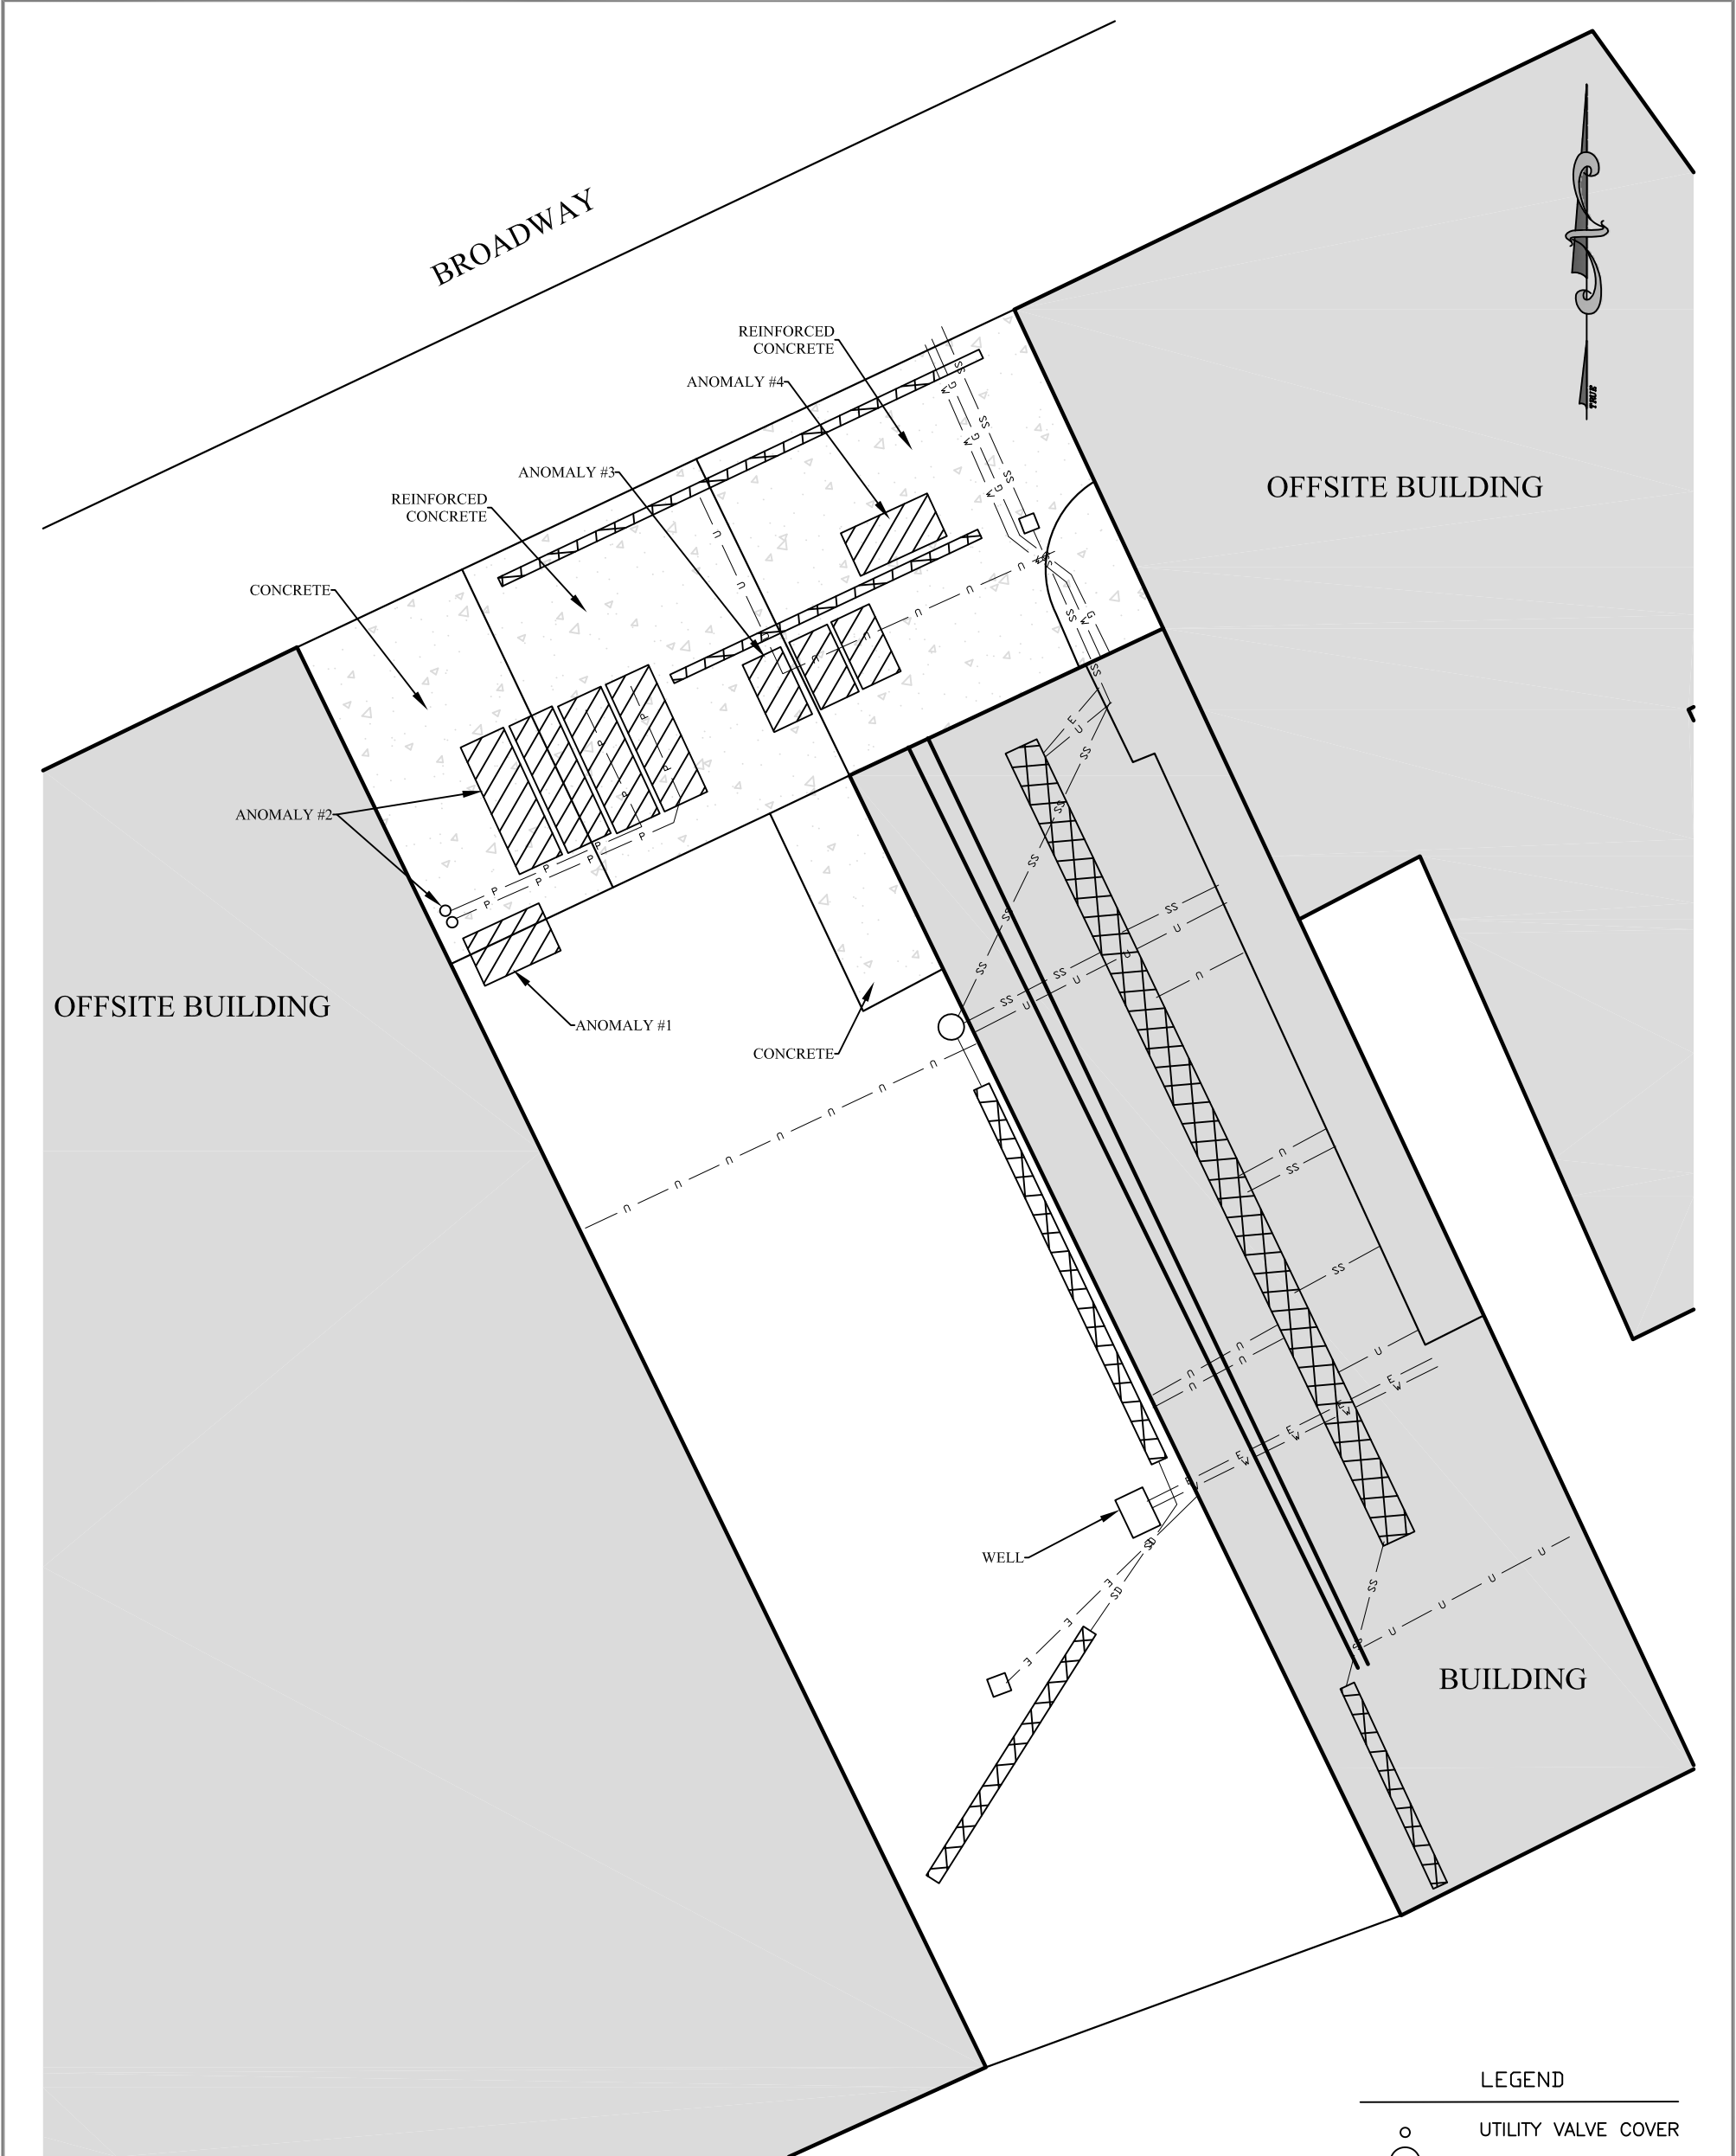 BROADWAY
TRUE
REINFORCED
CONCRETE
ANOMALY #4
ANOMALY #3
OFFSITE BUILDING
REINFORCED
CONCRETE
CONCRETE
ANOMALY #2
OFFSITE BUILDING
ANOMALY #1
CONCRETE
WELL
BUILDING
LEGEND
UTILITY VALVE COVER